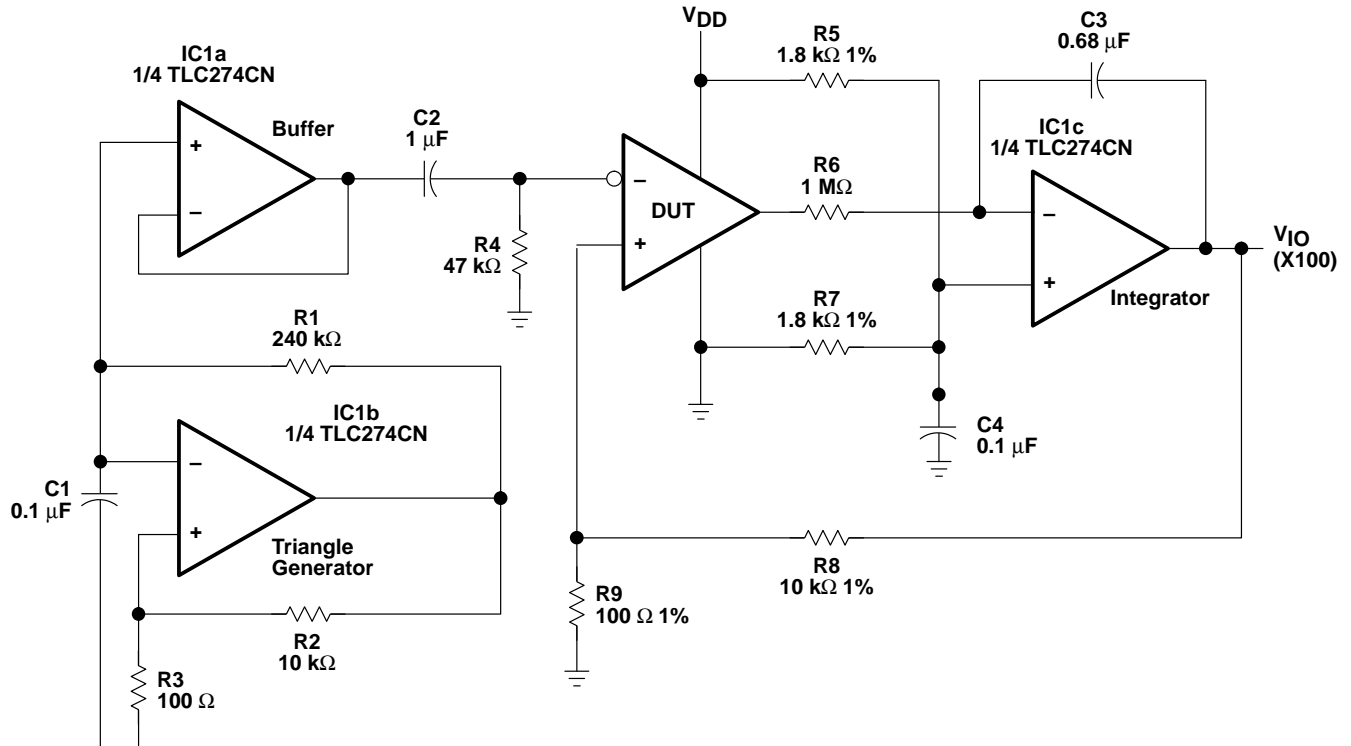 IC1a
1/4 TLC274CN
Buffer
+
−
C2
1 μF
R4
47 kΩ
VDD
DUT
−
+
R5
1.8 kΩ 1%
R6
1 MΩ
R7
1.8 kΩ 1%
C3
0.68 μF
IC1c
1/4 TLC274CN
−
+
Integrator
VIO
(X100)
C4
0.1 μF
R1
240 kΩ
IC1b
1/4 TLC274CN
−
+
Triangle
Generator
C1
0.1 μF
R2
10 kΩ
R3
100 Ω
R8
10 kΩ 1%
R9
100 Ω 1%